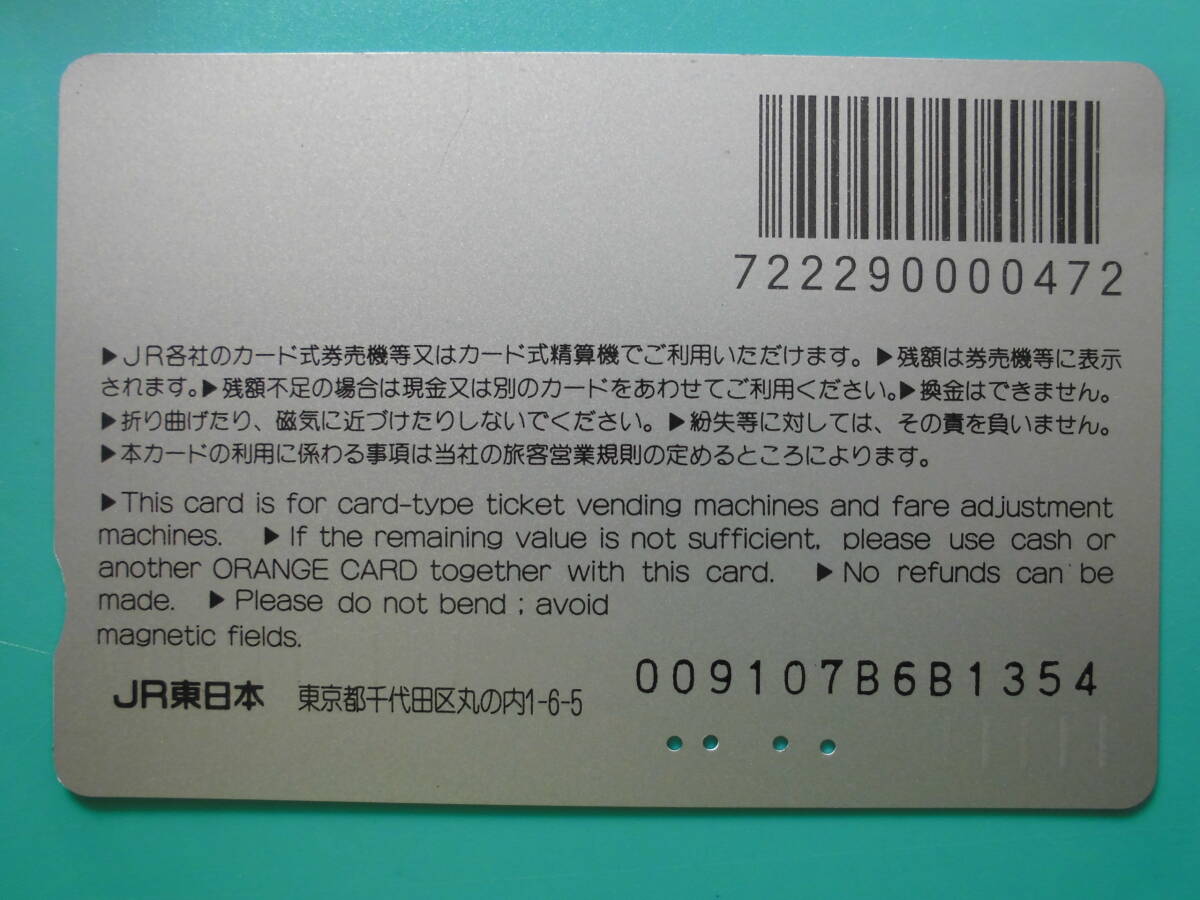 722290000472
▶JR各社のカード式券売機等又はカード式精算機でご利用いただけます。▶残額は券売機等に表示
されます。▶残額不足の場合は現金又は別のカードをあわせてご利用ください。▶換金はできません。
▶折り曲げたり、磁気に近づけたりしないでください。▶紛失等に対しては、その責を負いません。
▶本カードの利用に係わる事項は当社の旅客営業規則の定めるところによります。
▶This card is for card-type ticket vending machines and fare adjustment
machines. ▶If the remaining value is not sufficient, please use cash or
another ORANGE CARD together with this card. ▶No refunds can be
made. ▶Please do not bend ; avoid
magnetic fields.
009107B6B1354
JR東日本 東京都千代田区丸の内1-6-5